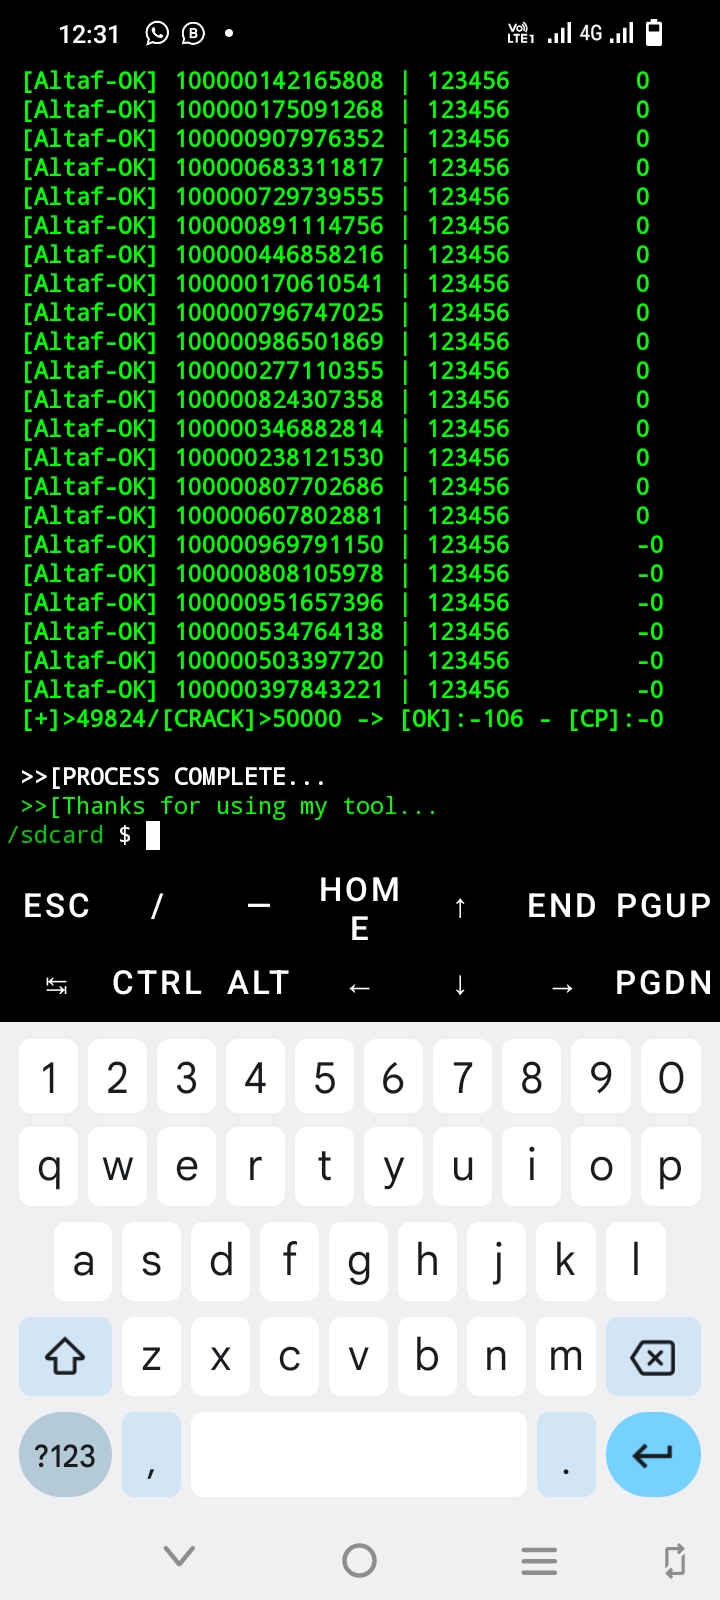 12:31 B VoLTE1 4G
[Altaf-OK] 100000142165808 | 123456 0
[Altaf-OK] 100000175091268 | 123456 0
[Altaf-OK] 100000907976352 | 123456 0
[Altaf-OK] 100000683311817 | 123456 0
[Altaf-OK] 100000729739555 | 123456 0
[Altaf-OK] 100000891114756 | 123456 0
[Altaf-OK] 100000446858216 | 123456 0
[Altaf-OK] 100000170610541 | 123456 0
[Altaf-OK] 100000796747025 | 123456 0
[Altaf-OK] 100000986501869 | 123456 0
[Altaf-OK] 100000277110355 | 123456 0
[Altaf-OK] 100000824307358 | 123456 0
[Altaf-OK] 100000346882814 | 123456 0
[Altaf-OK] 100000238121530 | 123456 0
[Altaf-OK] 100000807702686 | 123456 0
[Altaf-OK] 100000607802881 | 123456 0
[Altaf-OK] 100000969791150 | 123456 -0
[Altaf-OK] 100000808105978 | 123456 -0
[Altaf-OK] 100000951657396 | 123456 -0
[Altaf-OK] 100000534764138 | 123456 -0
[Altaf-OK] 100000503397720 | 123456 -0
[Altaf-OK] 100000397843221 | 123456 -0
[+]>49824/[CRACK]>50000 -> [OK]:-106 - [CP]:-0
>>[PROCESS COMPLETE...
>>[Thanks for using my tool...
/sdcard $
ESC / — HOME ↑ END PGUP
↹ CTRL ALT ← ↓ → PGDN
1 2 3 4 5 6 7 8 9 0
q w e r t y u i o p
a s d f g h j k l
z x c v b n m
?123 , .